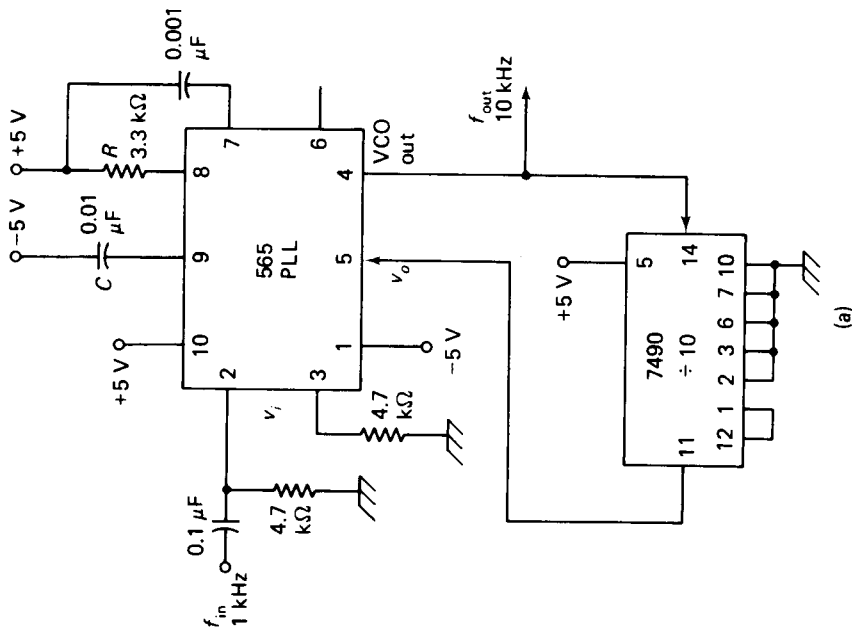 +5 V
-5 V
+5 V
R
3.3 kΩ
0.001
μF
C
0.01
μF
10
9
8
7
6
2
3
1
5
4
565
PLL
VCO
out
v_i
v_o
f_in
1 kHz
0.1 μF
4.7
kΩ
4.7
kΩ
-5 V
f_out
10 kHz
+5 V
5
14
7490
÷ 10
11
12
1
2
3
6
7
10
(a)